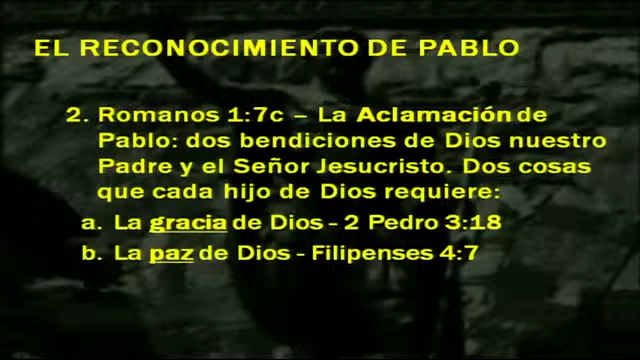 EL RECONOCIMIENTO DE PABLO
2. Romanos 1:7c – La Aclamación de
Pablo: dos bendiciones de Dios nuestro
Padre y el Señor Jesucristo. Dos cosas
que cada hijo de Dios requiere:
a. La gracia de Dios - 2 Pedro 3:18
b. La paz de Dios - Filipenses 4:7